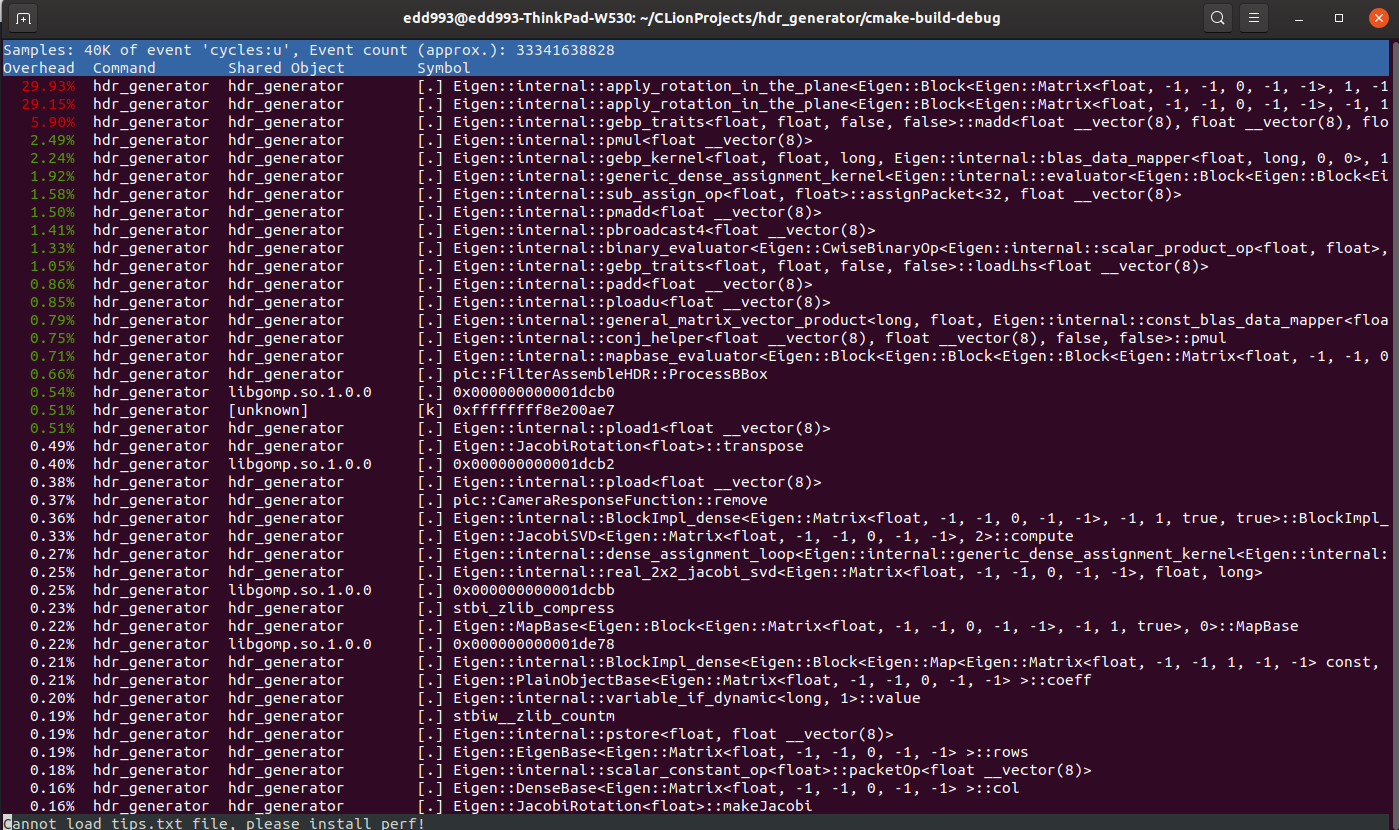 edd993@edd993-ThinkPad-W530: ~/CLionProjects/hdr_generator/cmake-build-debug
Samples: 40K of event 'cycles:u', Event count (approx.): 33341638828
Overhead  Command       Shared Object        Symbol
29.93%  hdr_generator  hdr_generator        [.] Eigen::internal::apply_rotation_in_the_plane<Eigen::Block<Eigen::Matrix<float, -1, -1, 0, -1, -1>, 1, -1
29.15%  hdr_generator  hdr_generator        [.] Eigen::internal::apply_rotation_in_the_plane<Eigen::Block<Eigen::Matrix<float, -1, -1, 0, -1, -1>, -1, 1
5.90%  hdr_generator  hdr_generator        [.] Eigen::internal::gebp_traits<float, float, false, false>::madd<float __vector(8), float __vector(8), flo
2.49%  hdr_generator  hdr_generator        [.] Eigen::internal::pmul<float __vector(8)>
2.24%  hdr_generator  hdr_generator        [.] Eigen::internal::gebp_kernel<float, float, long, Eigen::internal::blas_data_mapper<float, long, 0, 0>, 1
1.92%  hdr_generator  hdr_generator        [.] Eigen::internal::generic_dense_assignment_kernel<Eigen::internal::evaluator<Eigen::Block<Eigen::Block<Ei
1.58%  hdr_generator  hdr_generator        [.] Eigen::internal::sub_assign_op<float, float>::assignPacket<32, float __vector(8)>
1.50%  hdr_generator  hdr_generator        [.] Eigen::internal::pmadd<float __vector(8)>
1.41%  hdr_generator  hdr_generator        [.] Eigen::internal::pbroadcast4<float __vector(8)>
1.33%  hdr_generator  hdr_generator        [.] Eigen::internal::binary_evaluator<Eigen::CwiseBinaryOp<Eigen::internal::scalar_product_op<float, float>,
1.05%  hdr_generator  hdr_generator        [.] Eigen::internal::gebp_traits<float, float, false, false>::loadLhs<float __vector(8)>
0.86%  hdr_generator  hdr_generator        [.] Eigen::internal::padd<float __vector(8)>
0.85%  hdr_generator  hdr_generator        [.] Eigen::internal::ploadu<float __vector(8)>
0.79%  hdr_generator  hdr_generator        [.] Eigen::internal::general_matrix_vector_product<long, float, Eigen::internal::const_blas_data_mapper<floa
0.75%  hdr_generator  hdr_generator        [.] Eigen::internal::conj_helper<float __vector(8), float __vector(8), false, false>::pmul
0.71%  hdr_generator  hdr_generator        [.] Eigen::internal::mapbase_evaluator<Eigen::Block<Eigen::Block<Eigen::Block<Eigen::Matrix<float, -1, -1, 0
0.66%  hdr_generator  hdr_generator        [.] pic::FilterAssembleHDR::ProcessBBox
0.54%  hdr_generator  libgomp.so.1.0.0     [.] 0x000000000001dcb0
0.51%  hdr_generator  [unknown]            [k] 0xffffffff8e200ae7
0.51%  hdr_generator  hdr_generator        [.] Eigen::internal::pload1<float __vector(8)>
0.49%  hdr_generator  hdr_generator        [.] Eigen::JacobiRotation<float>::transpose
0.40%  hdr_generator  libgomp.so.1.0.0     [.] 0x000000000001dcb2
0.38%  hdr_generator  hdr_generator        [.] Eigen::internal::pload<float __vector(8)>
0.37%  hdr_generator  hdr_generator        [.] pic::CameraResponseFunction::remove
0.36%  hdr_generator  hdr_generator        [.] Eigen::internal::BlockImpl_dense<Eigen::Matrix<float, -1, -1, 0, -1, -1>, -1, 1, true, true>::BlockImpl_
0.33%  hdr_generator  hdr_generator        [.] Eigen::JacobiSVD<Eigen::Matrix<float, -1, -1, 0, -1, -1>, 2>::compute
0.27%  hdr_generator  hdr_generator        [.] Eigen::internal::dense_assignment_loop<Eigen::internal::generic_dense_assignment_kernel<Eigen::internal:
0.25%  hdr_generator  hdr_generator        [.] Eigen::internal::real_2x2_jacobi_svd<Eigen::Matrix<float, -1, -1, 0, -1, -1>, float, long>
0.25%  hdr_generator  libgomp.so.1.0.0     [.] 0x000000000001dcbb
0.23%  hdr_generator  hdr_generator        [.] stbi_zlib_compress
0.22%  hdr_generator  hdr_generator        [.] Eigen::MapBase<Eigen::Block<Eigen::Matrix<float, -1, -1, 0, -1, -1>, -1, 1, true>, 0>::MapBase
0.22%  hdr_generator  libgomp.so.1.0.0     [.] 0x000000000001de78
0.21%  hdr_generator  hdr_generator        [.] Eigen::internal::BlockImpl_dense<Eigen::Block<Eigen::Map<Eigen::Matrix<float, -1, -1, 1, -1, -1> const,
0.21%  hdr_generator  hdr_generator        [.] Eigen::PlainObjectBase<Eigen::Matrix<float, -1, -1, 0, -1, -1> >::coeff
0.20%  hdr_generator  hdr_generator        [.] Eigen::internal::variable_if_dynamic<long, 1>::value
0.19%  hdr_generator  hdr_generator        [.] stbiw__zlib_countm
0.19%  hdr_generator  hdr_generator        [.] Eigen::internal::pstore<float, float __vector(8)>
0.19%  hdr_generator  hdr_generator        [.] Eigen::EigenBase<Eigen::Matrix<float, -1, -1, 0, -1, -1> >::rows
0.18%  hdr_generator  hdr_generator        [.] Eigen::internal::scalar_constant_op<float>::packetOp<float __vector(8)>
0.16%  hdr_generator  hdr_generator        [.] Eigen::DenseBase<Eigen::Matrix<float, -1, -1, 0, -1, -1> >::col
0.16%  hdr_generator  hdr_generator        [.] Eigen::JacobiRotation<float>::makeJacobi
Cannot load tips.txt file, please install perf!